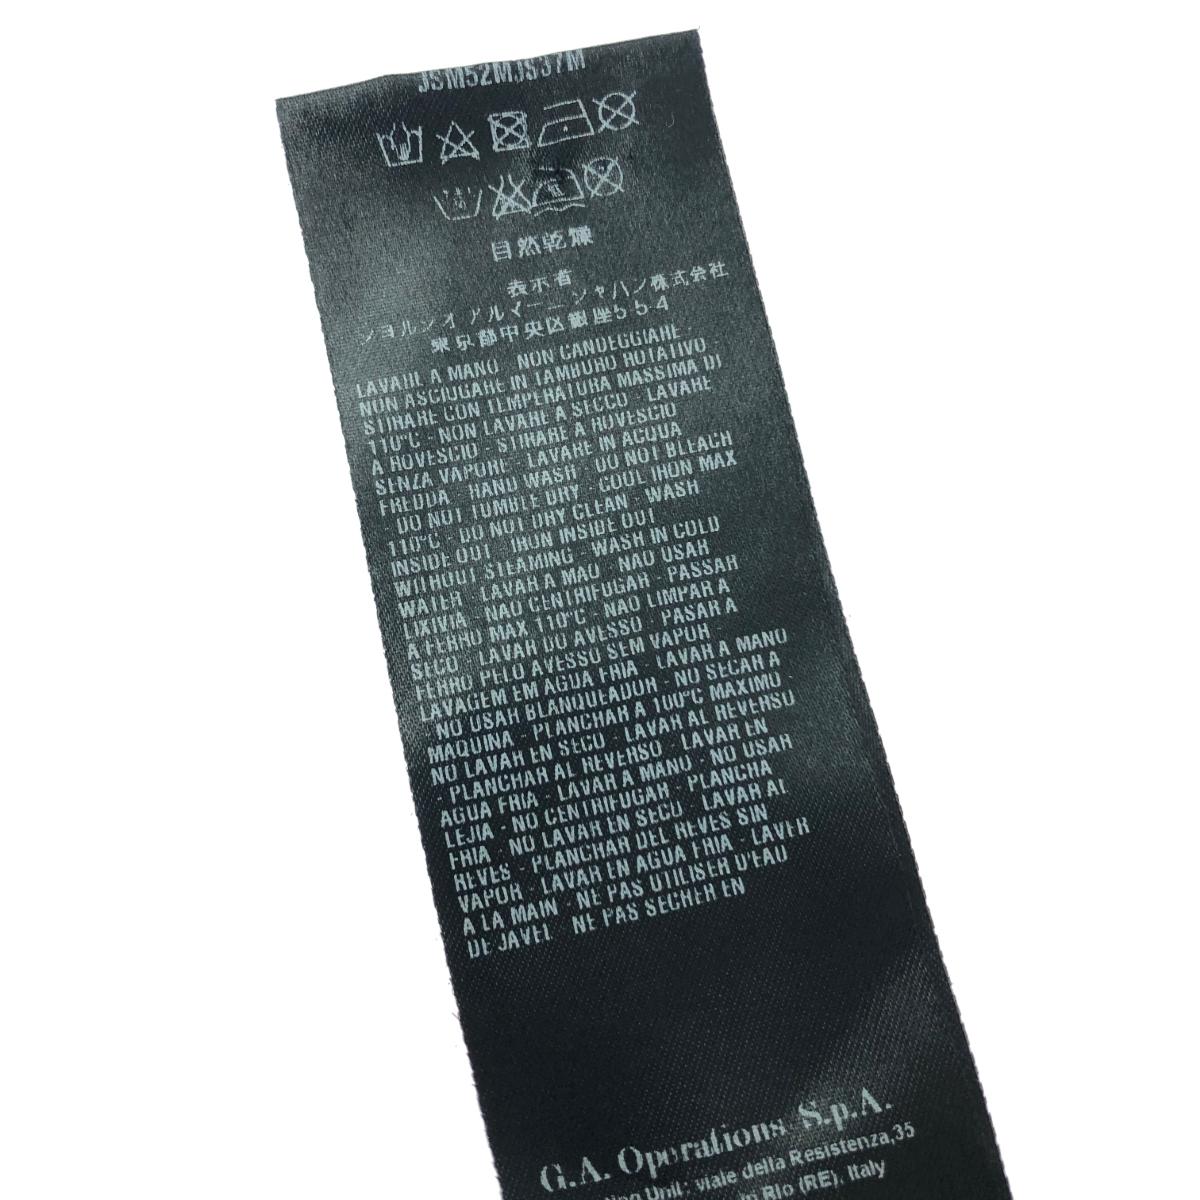 JSM52MJS37M
自然乾燥
表示者
ジョルジオ アルマーニ ジャパン株式会社
東京都中央区銀座5 5 4
LAVARE A MANO NON CANDEGGIARE -
NON ASCIUGARE IN TAMBURO ROTATIVO
STIRARE CON TEMPERATURA MASSIMA DI
110°C - NON LAVARE A SECCO - LAVARE
A ROVESCIO - STIRARE A ROVESCIO
SENZA VAPORE - LAVARE IN ACQUA
FREDDA HAND WASH - DO NOT BLEACH
- DO NOT TUMBLE DRY - COOL IRON MAX
110°C - DO NOT DRY CLEAN - WASH
INSIDE OUT IRON INSIDE OUT
WITHOUT STEAMING - WASH IN COLD
WATER - LAVAR A MAO NAO USAR
LIXIVIA - NAO CENTRIFUGAR - PASSAR
A FERRO MAX 110°C - NAO LIMPAR A
SECO LAVAR DO AVESSO - PASAR A
FERRO PELO AVESSO SEM VAPOR -
LAVAGEM EM AGUA FRIA - LAVAR A MANO
NO USAR BLANQUEADOR - NO SECAR A
MAQUINA - PLANCHAR A 100°C MAXIMO
NO LAVAR EN SECO - LAVAR AL REVERSO
- PLANCHAR AL REVERSO LAVAR EN
AGUA FRIA - LAVAR A MANO - NO USAR
LEJIA - NO CENTRIFUGAR - PLANCHA
FRIA - NO LAVAR EN SECO - LAVAR AL
REVES - PLANCHAR DEL REVES SIN
VAPOR - LAVAR EN AGUA FRIA - LAVER
A LA MAIN - NE PAS UTILISER D'EAU
DE JAVEL NE PAS SECHER EN
G.A. Operations S.p.A.
Unit: viale della Resistenza,35
in Rio (RE), Italy